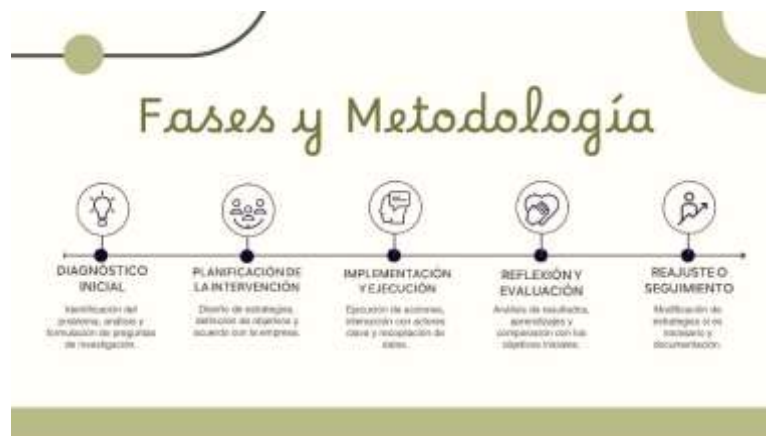 Fases y Metodología
DIAGNÓSTICO
INICIAL
Identificación del
problema, análisis y
formulación de preguntas
de investigación.
PLANIFICACIÓN DE
LA INTERVENCIÓN
Diseño de estrategias,
definición de objetivos y
acuerdo con la empresa.
IMPLEMENTACIÓN
Y EJECUCIÓN
Ejecución de acciones,
interacción con actores
clave y recopilación de
datos.
REFLEXIÓN Y
EVALUACIÓN
Análisis de resultados,
aprendizajes y
comparación con los
objetivos iniciales.
REAJUSTE O
SEGUIMIENTO
Modificación de
estrategias si es
necesario y
documentación.